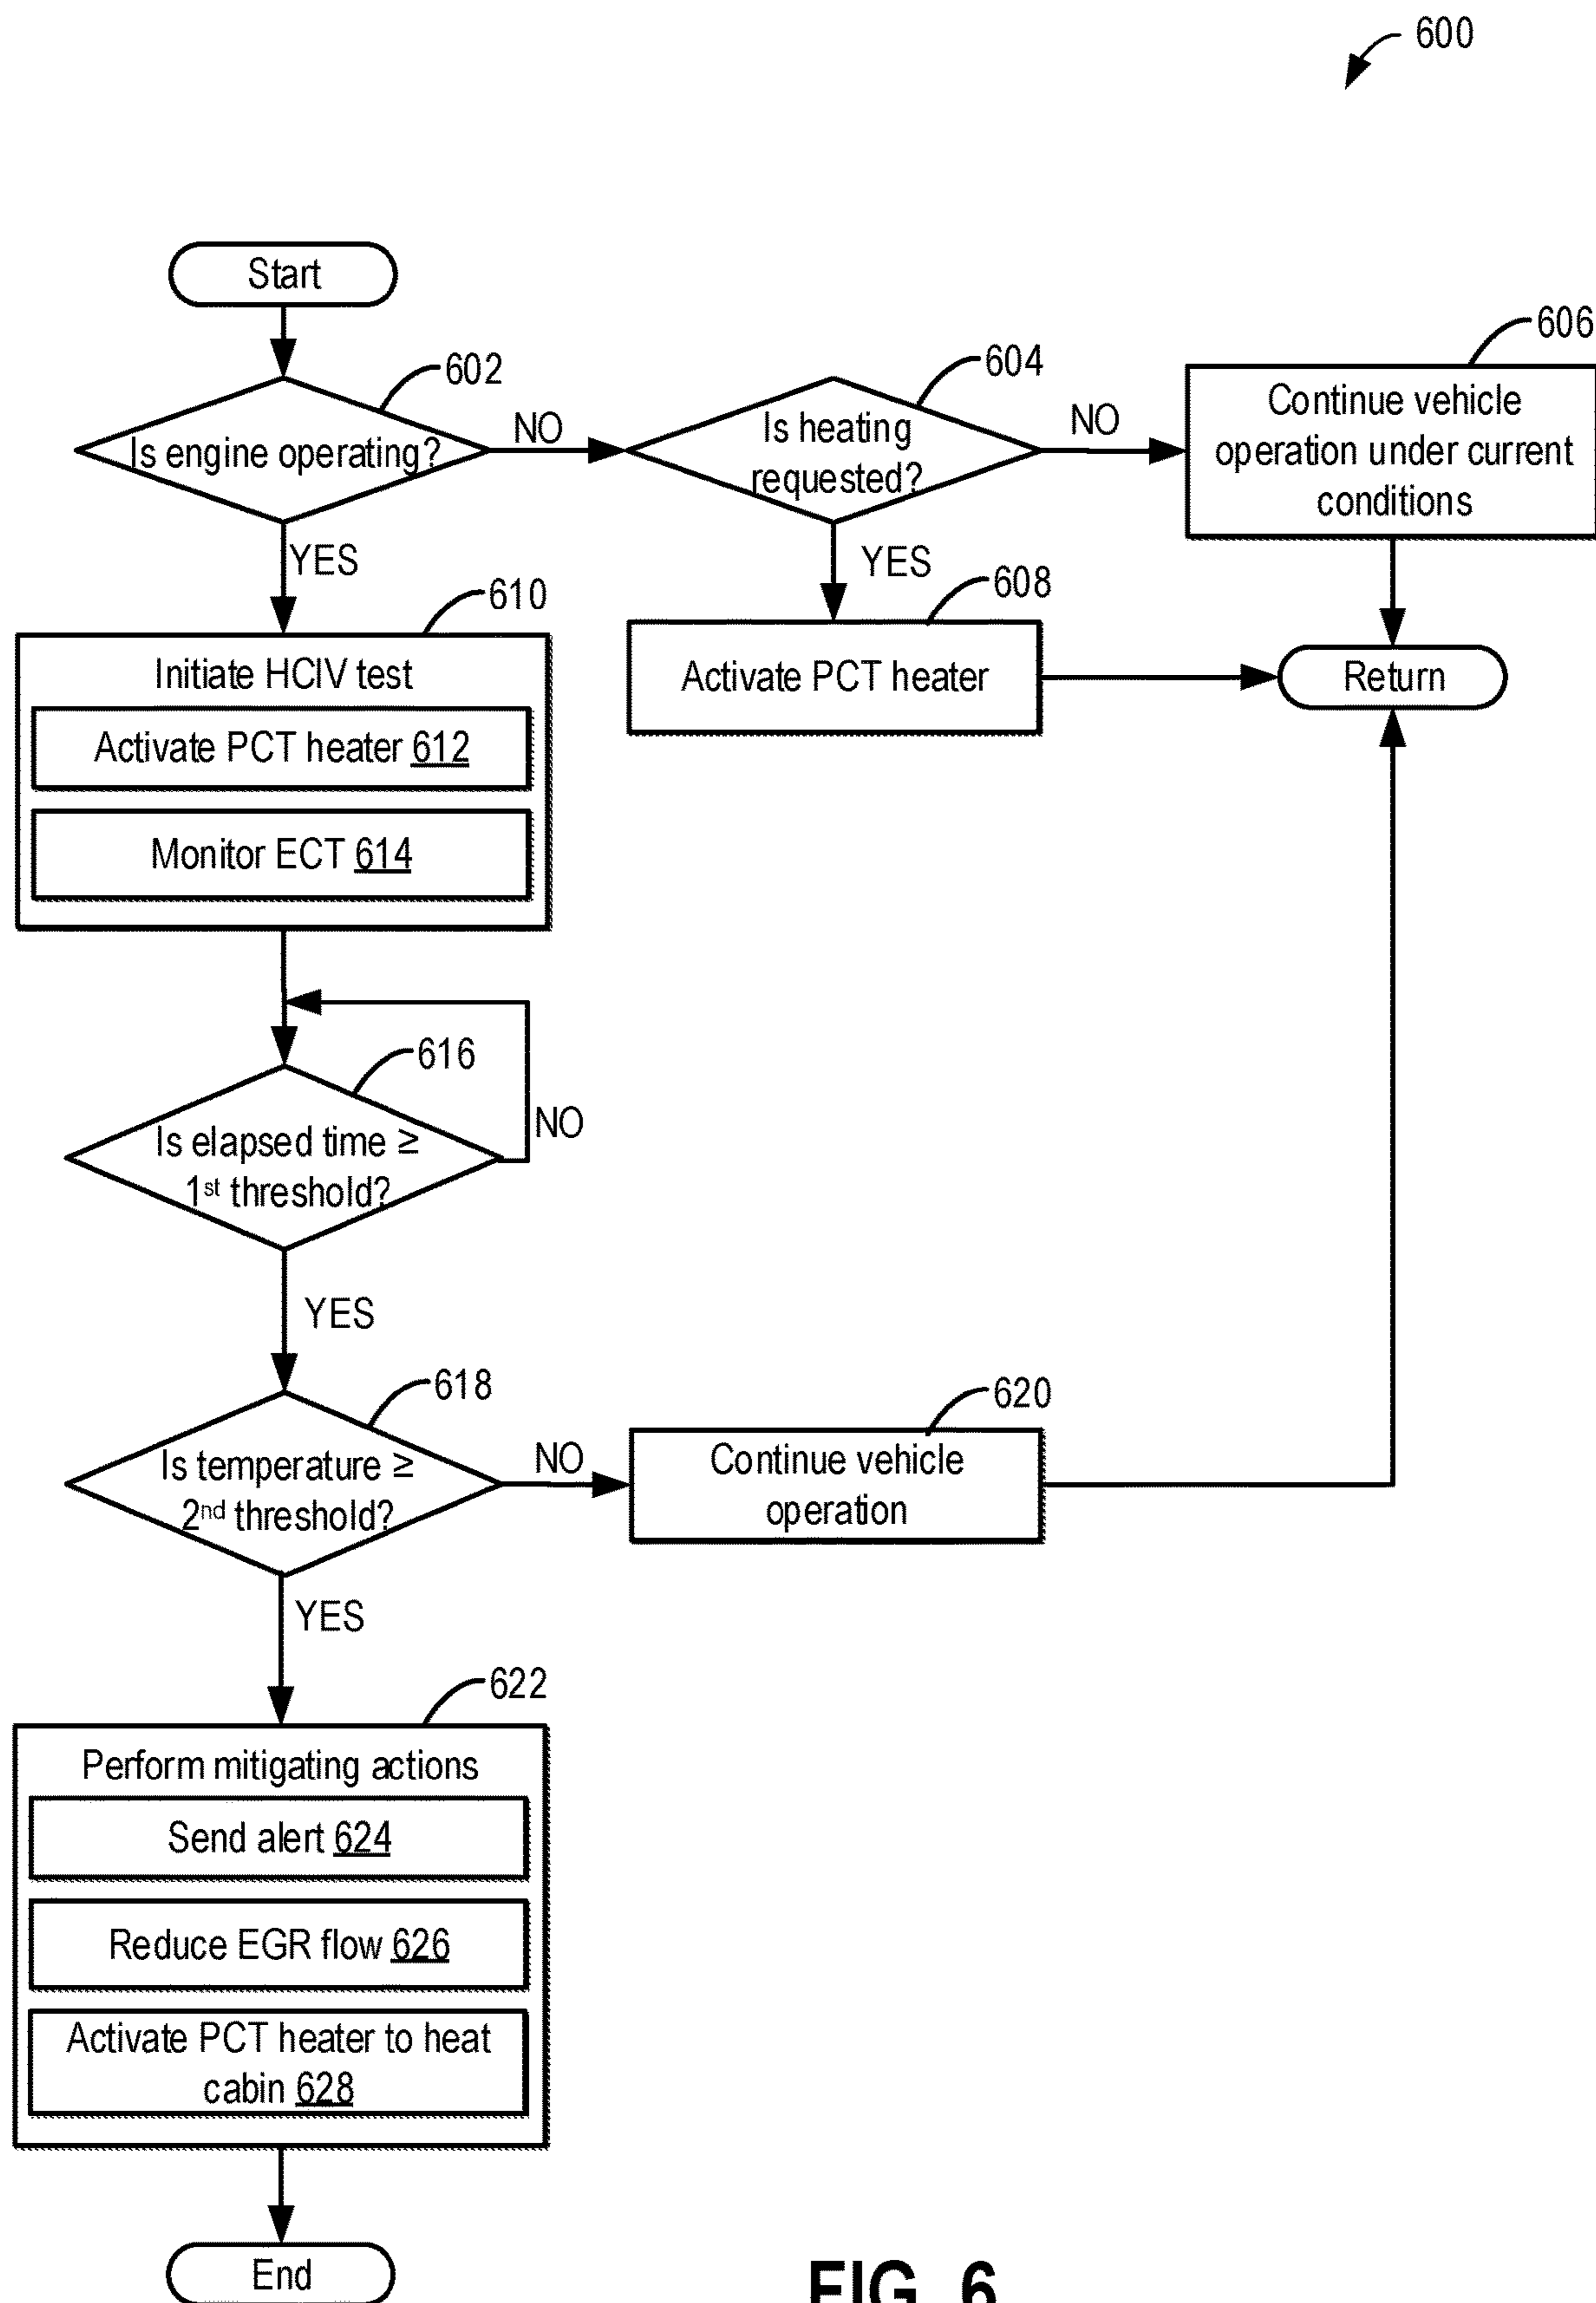 600
Start
602
Is engine operating?
NO
604
Is heating
requested?
NO
606
Continue vehicle
operation under current
conditions
YES
YES
608
Activate PCT heater
Return
610
Initiate HCIV test
Activate PCT heater 612
Monitor ECT 614
616
Is elapsed time ≥
1st threshold?
NO
YES
618
Is temperature ≥
2nd threshold?
NO
620
Continue vehicle
operation
YES
622
Perform mitigating actions
Send alert 624
Reduce EGR flow 626
Activate PCT heater to heat
cabin 628
End
FIG. 6